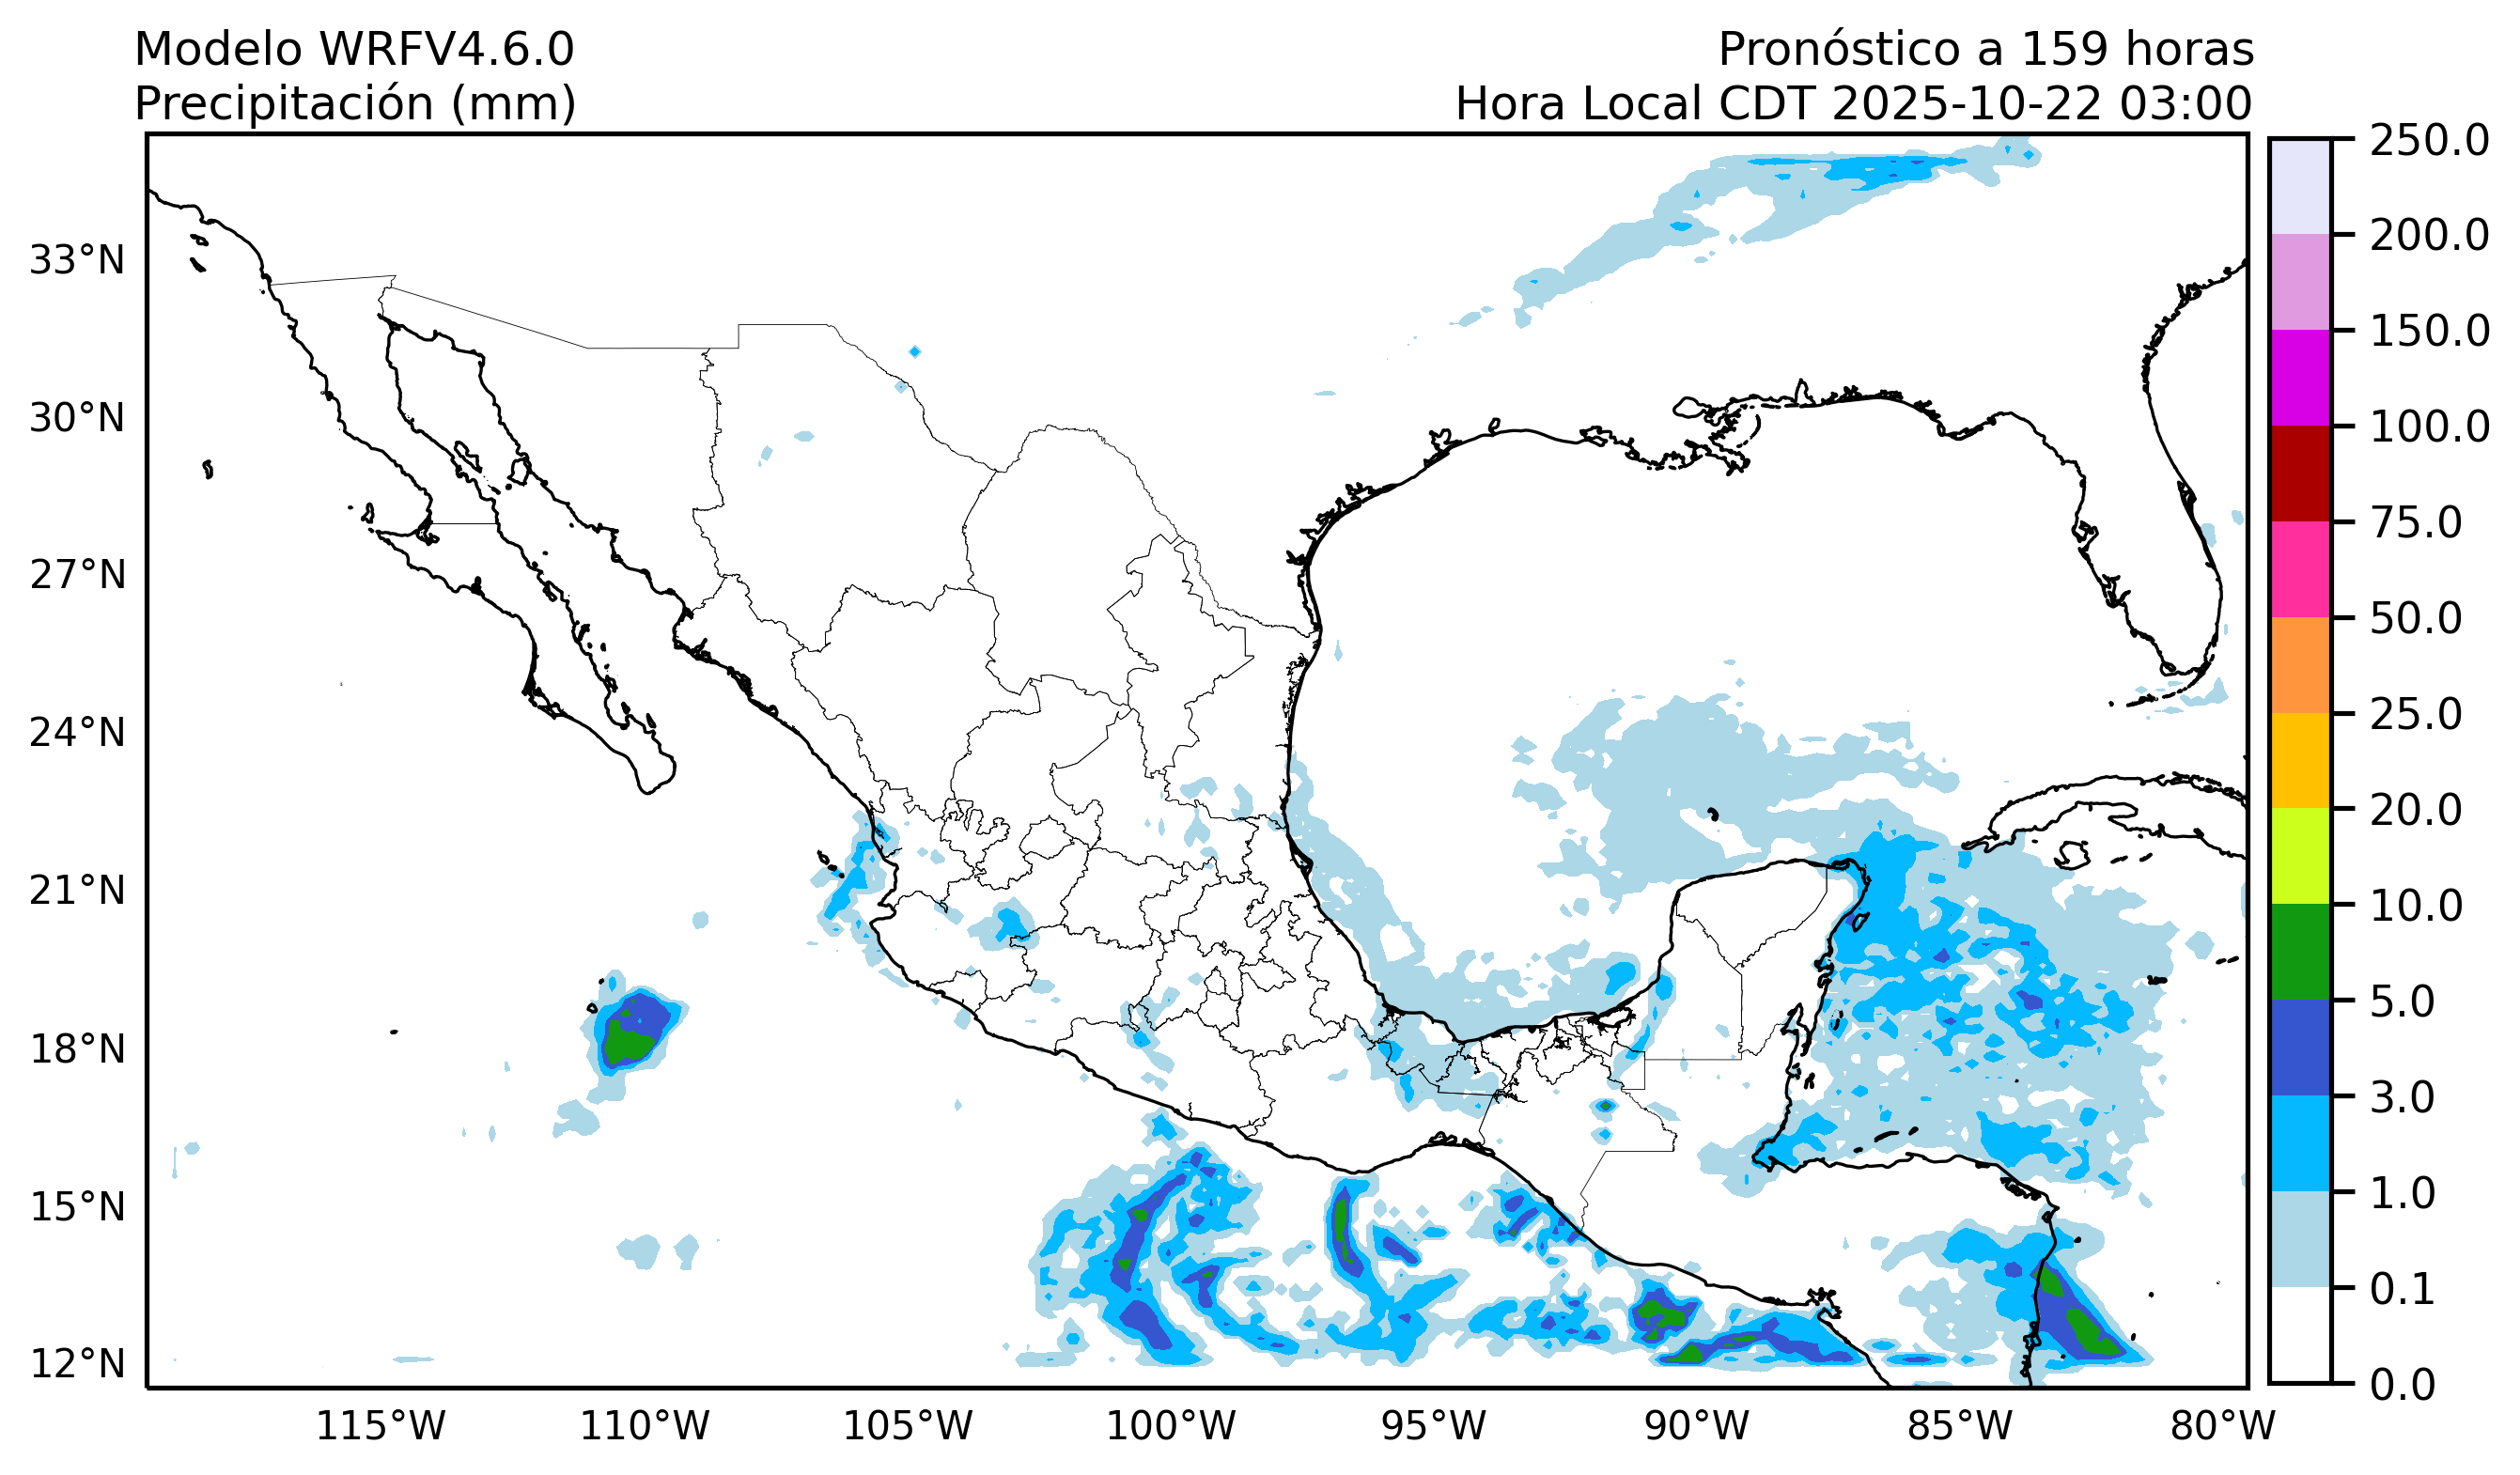 Modelo WRFV4.6.0
Precipitación (mm)
Pronóstico a 159 horas
Hora Local CDT 2025-10-22 03:00
33°N
30°N
27°N
24°N
21°N
18°N
15°N
12°N
115°W
110°W
105°W
100°W
95°W
90°W
85°W
80°W
250.0
200.0
150.0
100.0
75.0
50.0
25.0
20.0
10.0
5.0
3.0
1.0
0.1
0.0